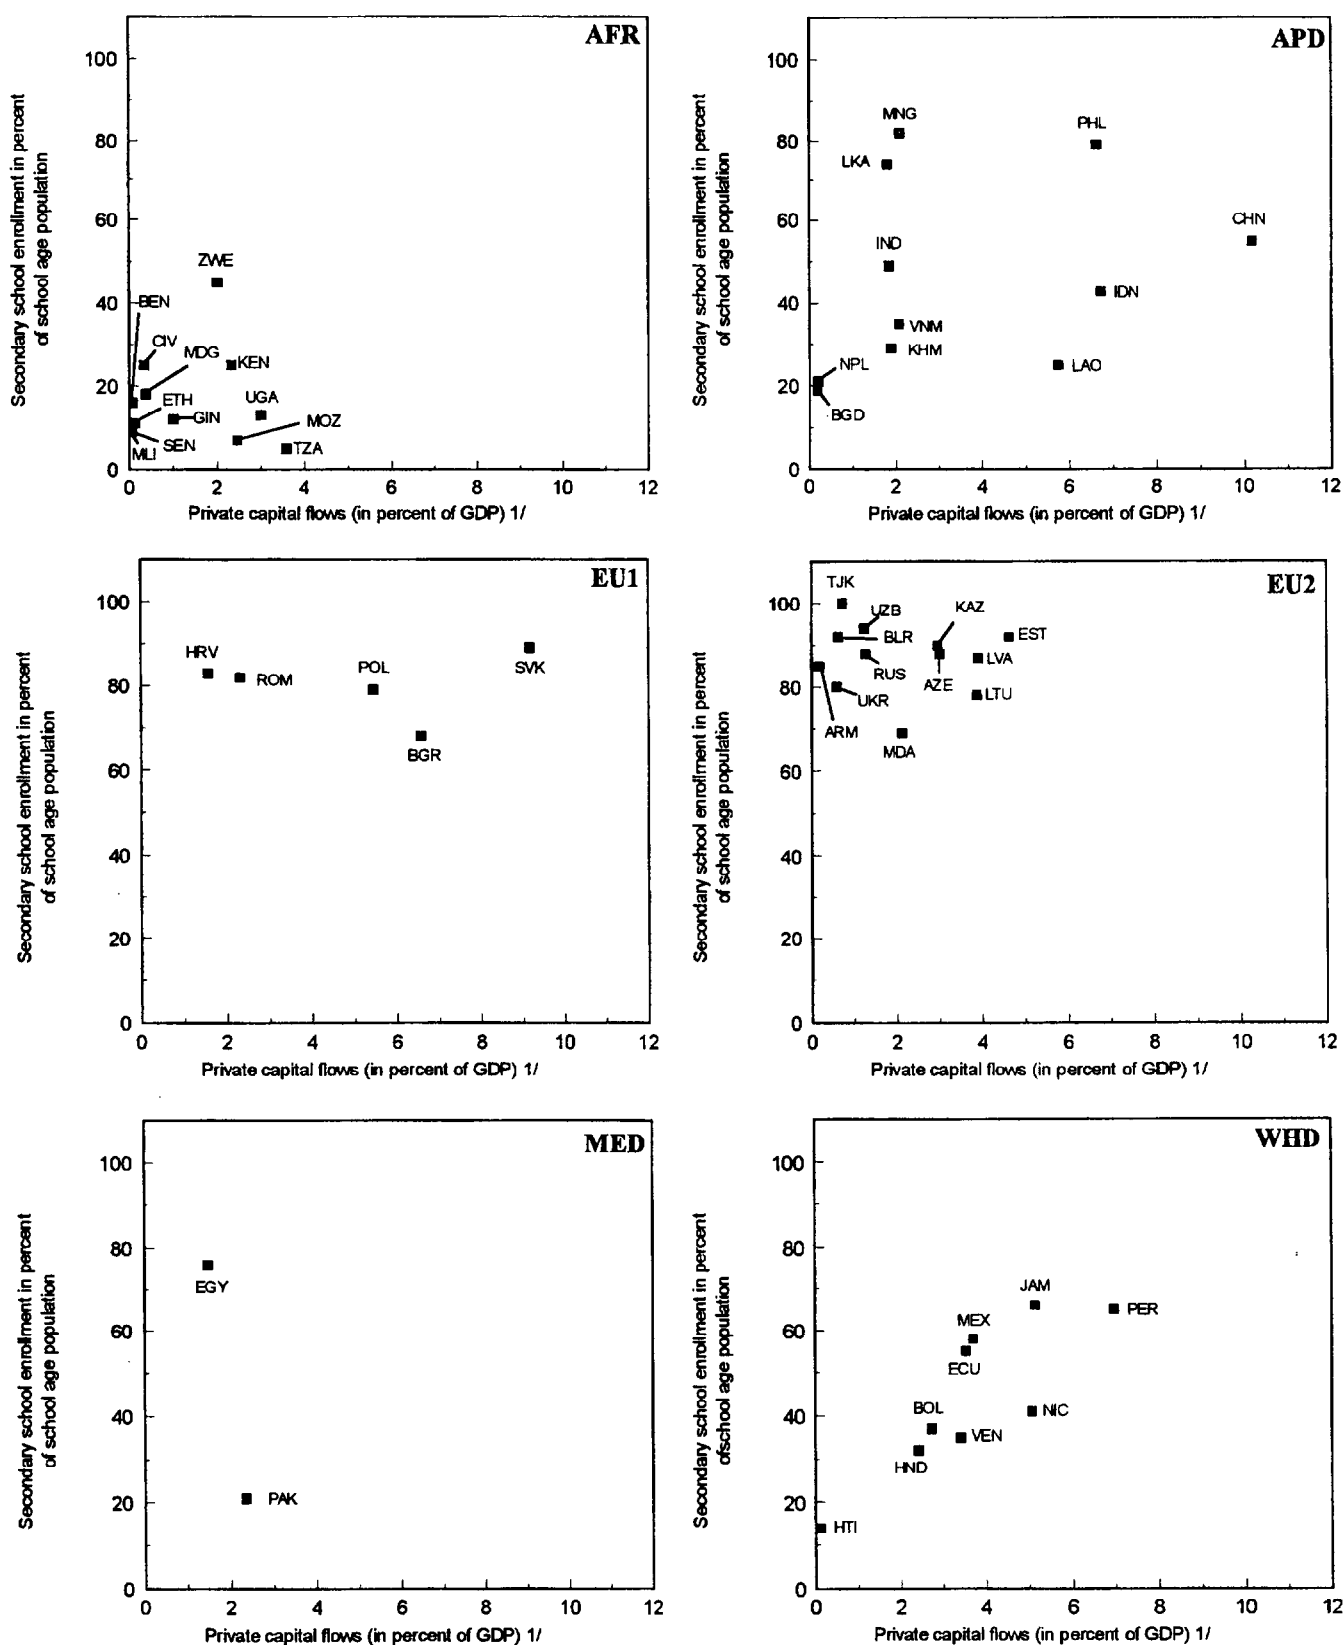 AFR
Secondary school enrollment in percent
of school age population
100
80
60
40
20
0
ZWE
BEN
CIV
MDG
KEN
ETH
GIN
UGA
MOZ
SEN
MLI
TZA
0 2 4 6 8 10 12
Private capital flows (in percent of GDP) 1/
APD
Secondary school enrollment in percent
of school age population
100
80
60
40
20
0
MNG
PHL
LKA
CHN
IND
IDN
VNM
KHM
NPL
LAO
BGD
0 2 4 6 8 10 12
Private capital flows (in percent of GDP) 1/
EU1
Secondary school enrollment in percent
of school age population
100
80
60
40
20
0
HRV
ROM
POL
SVK
BGR
0 2 4 6 8 10 12
Private capital flows (in percent of GDP) 1/
EU2
Secondary school enrollment in percent
of school age population
100
80
60
40
20
0
TJK
UZB
KAZ
BLR
EST
RUS
LVA
AZE
UKR
LTU
ARM
MDA
0 2 4 6 8 10 12
Private capital flows (in percent of GDP) 1/
MED
Secondary school enrollment in percent
of school age population
100
80
60
40
20
0
EGY
PAK
0 2 4 6 8 10 12
Private capital flows (in percent of GDP) 1/
WHD
Secondary school enrollment in percent
ofschool age population
100
80
60
40
20
0
JAM
PER
MEX
ECU
BOL
NIC
VEN
HND
HTI
0 2 4 6 8 10 12
Private capital flows (in percent of GDP) 1/